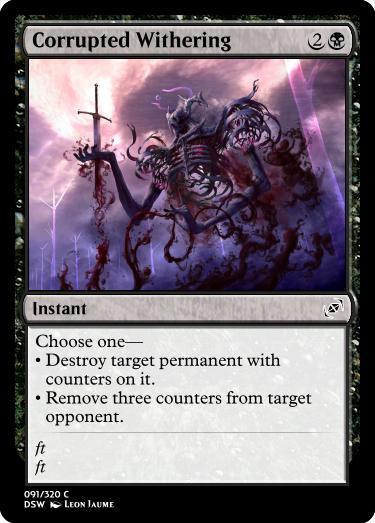 Corrupted Withering 2
Instant
Choose one—
• Destroy target permanent with
counters on it.
• Remove three counters from target
opponent.
ft
ft
091/320 C
DSW Leon Jaume